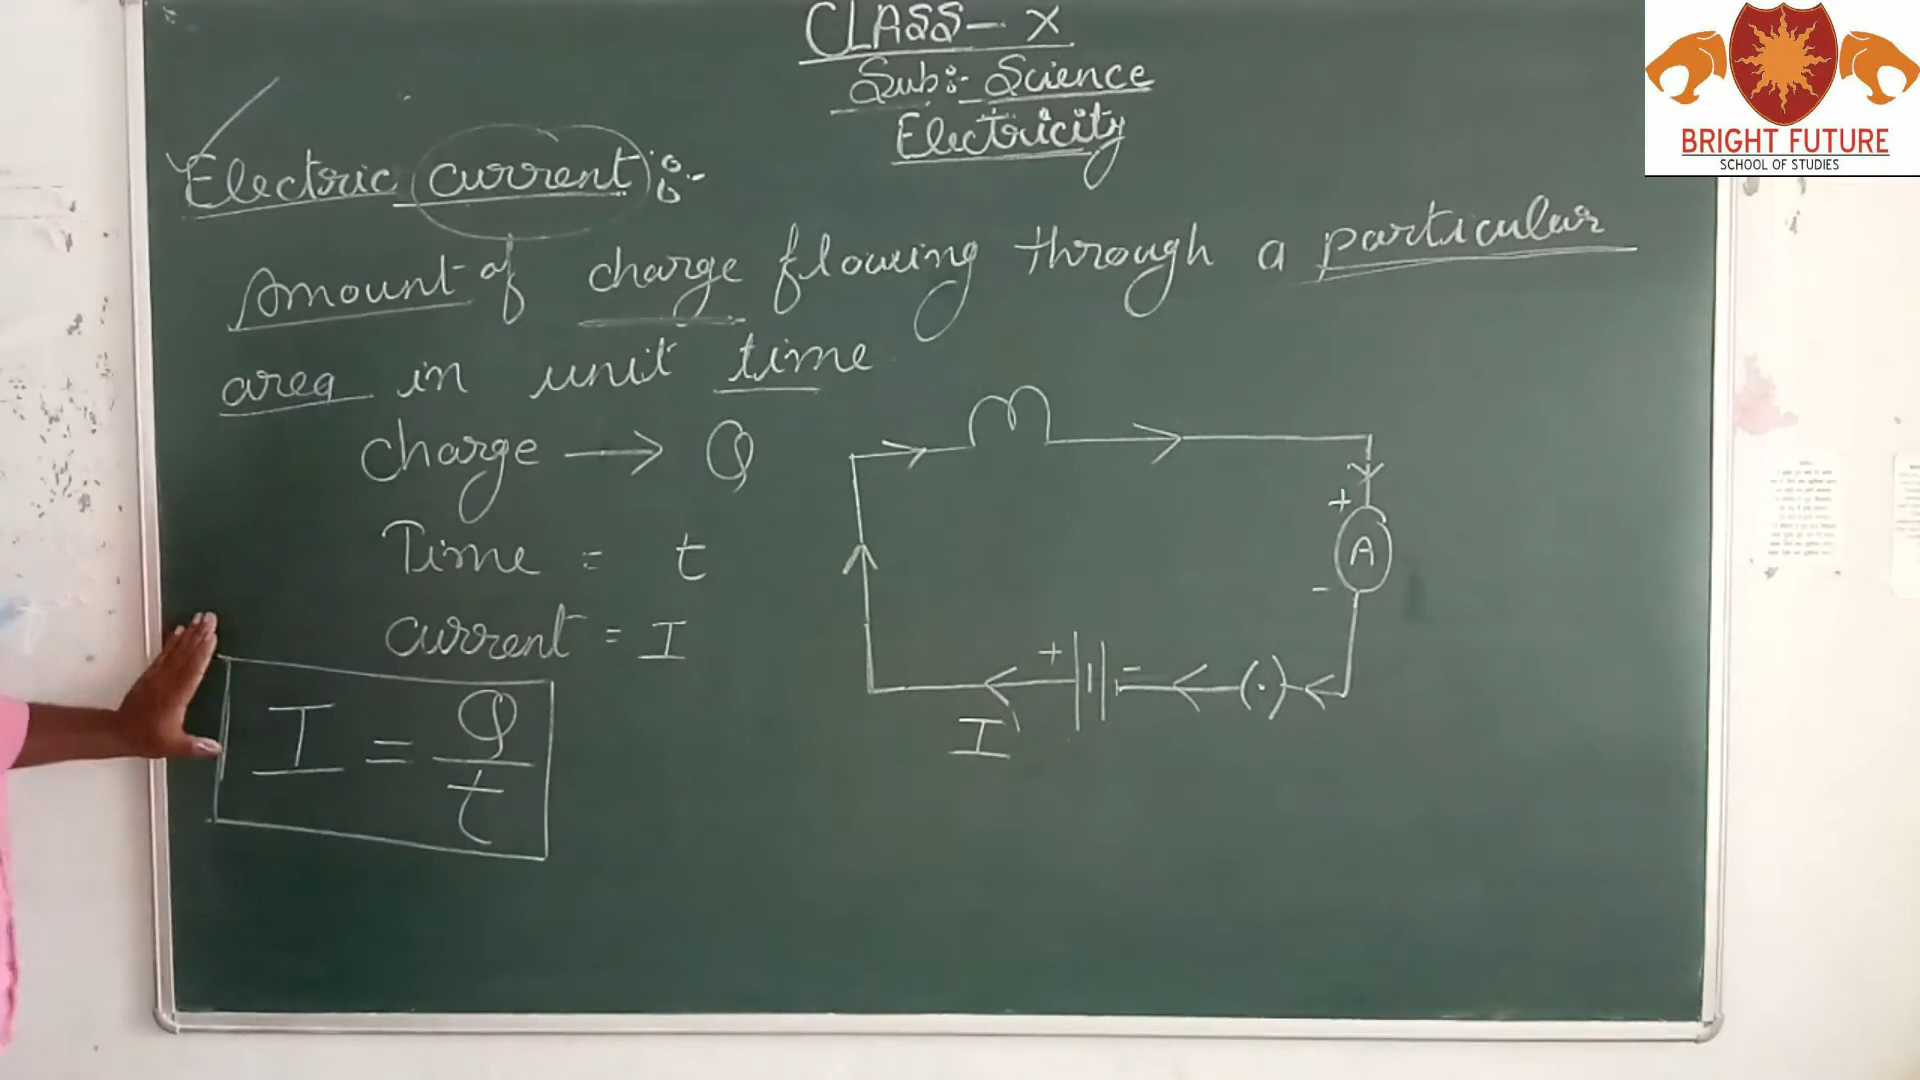 CLASS - X
Sub:- Science
Electricity
Electric current:-
Amount of charge flowing through a particular
area in unit time
charge → Q
Time = t
current = I
I = Q/t
+
A
-
+
-
I
BRIGHT FUTURE
SCHOOL OF STUDIES